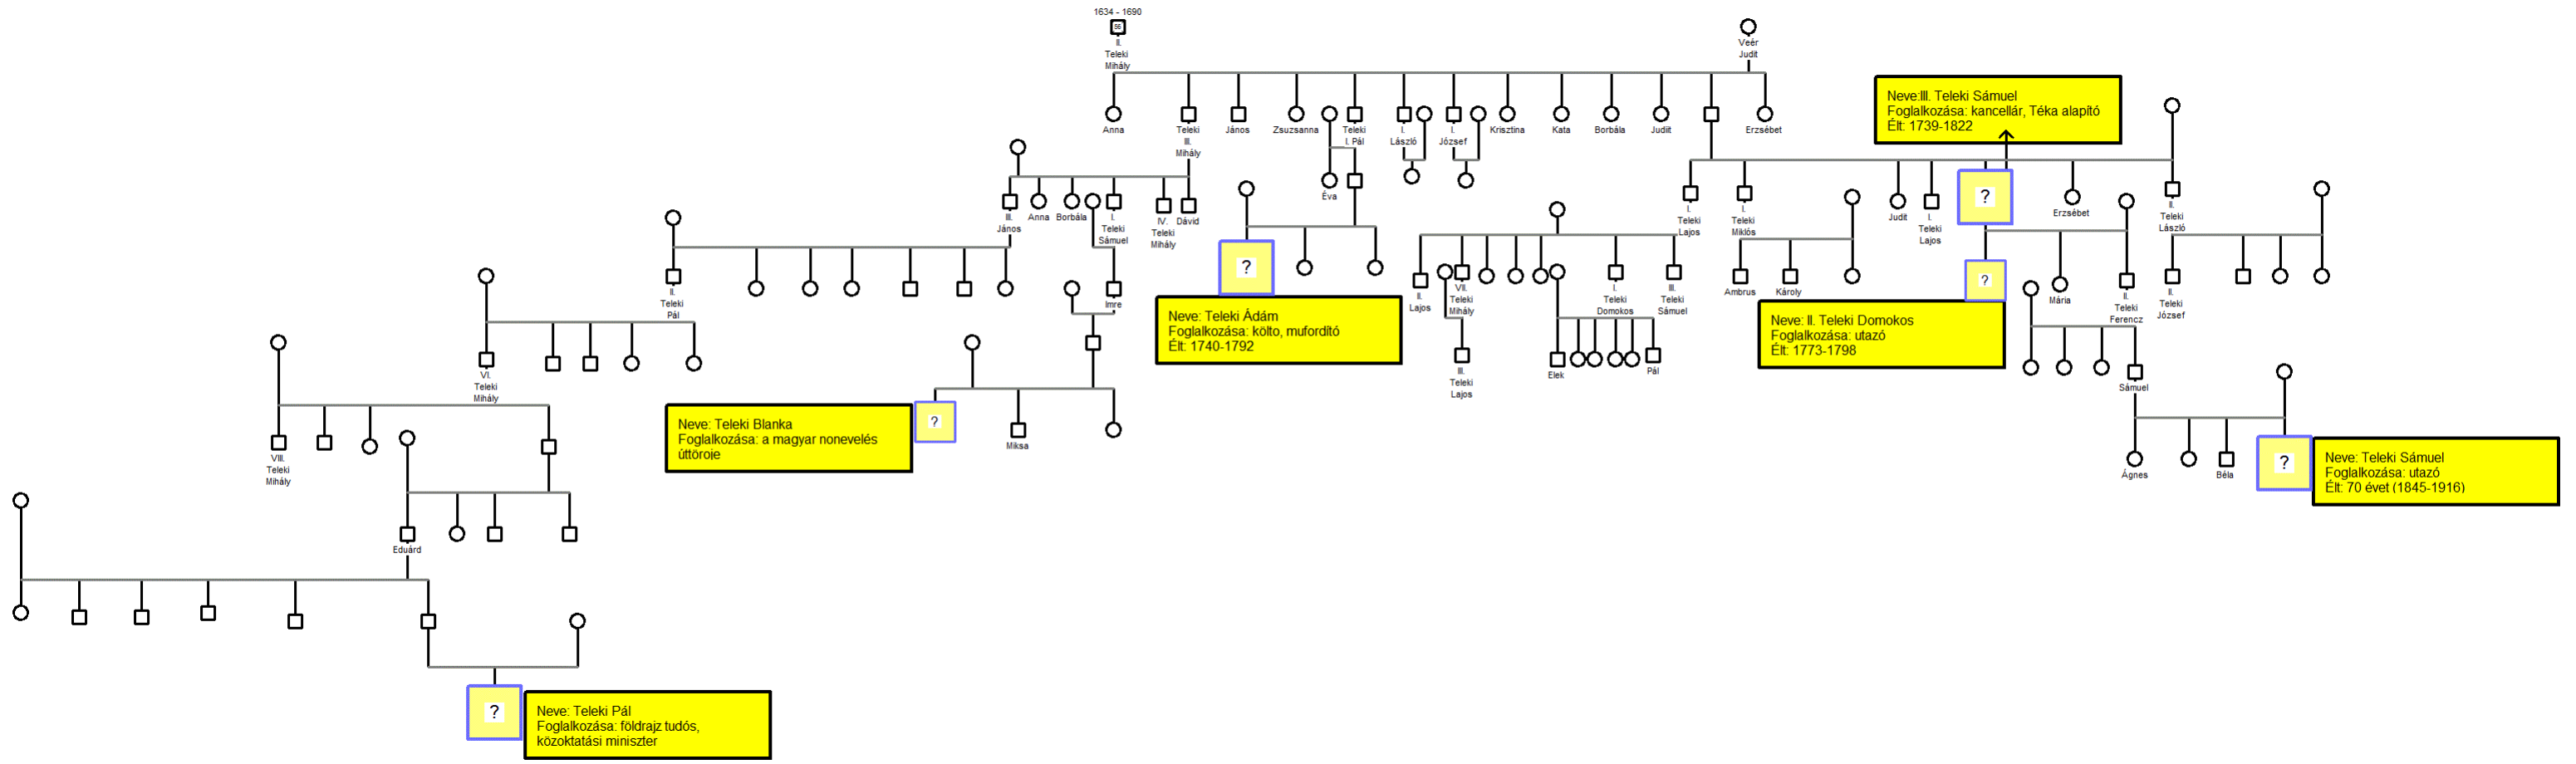 1634 - 1690
56
II.
Teleki
Mihály
Veér
Judit
Anna
Teleki
III.
Mihály
János
Zsuzsanna
Teleki
I. Pál
I.
László
I.
József
Krisztina
Kata
Borbála
Judiit
Erzsébet
Neve:III. Teleki Sámuel
Foglalkozása: kancellár, Téka alapító
Élt: 1739-1822
III.
János
Anna
Borbála
I.
Teleki
Sámuel
IV.
Teleki
Mihály
Dávid
Éva
I.
Teleki
Lajos
I.
Teleki
Miklós
Judit
I.
Teleki
Lajos
?
Erzsébet
II.
Teleki
László
II.
Teleki
Pál
Imre
?
Neve: Teleki Ádám
Foglalkozása: költo, mufordító
Élt: 1740-1792
II.
Lajos
VII.
Teleki
Mihály
I.
Teleki
Domokos
III.
Teleki
Sámuel
Ambrus
Károly
?
Neve: II. Teleki Domokos
Foglalkozása: utazó
Élt: 1773-1798
Mária
II.
Teleki
Ferencz
II.
Teleki
József
VI.
Teleki
Mihály
III.
Teleki
Lajos
Elek
Pál
Sámuel
Neve: Teleki Blanka
Foglalkozása: a magyar nonevelés
úttöroje
?
Miksa
VIII.
Teleki
Mihály
Ágnes
Béla
?
Neve: Teleki Sámuel
Foglalkozása: utazó
Élt: 70 évet (1845-1916)
Eduárd
?
Neve: Teleki Pál
Foglalkozása: földrajz tudós,
közoktatási miniszter